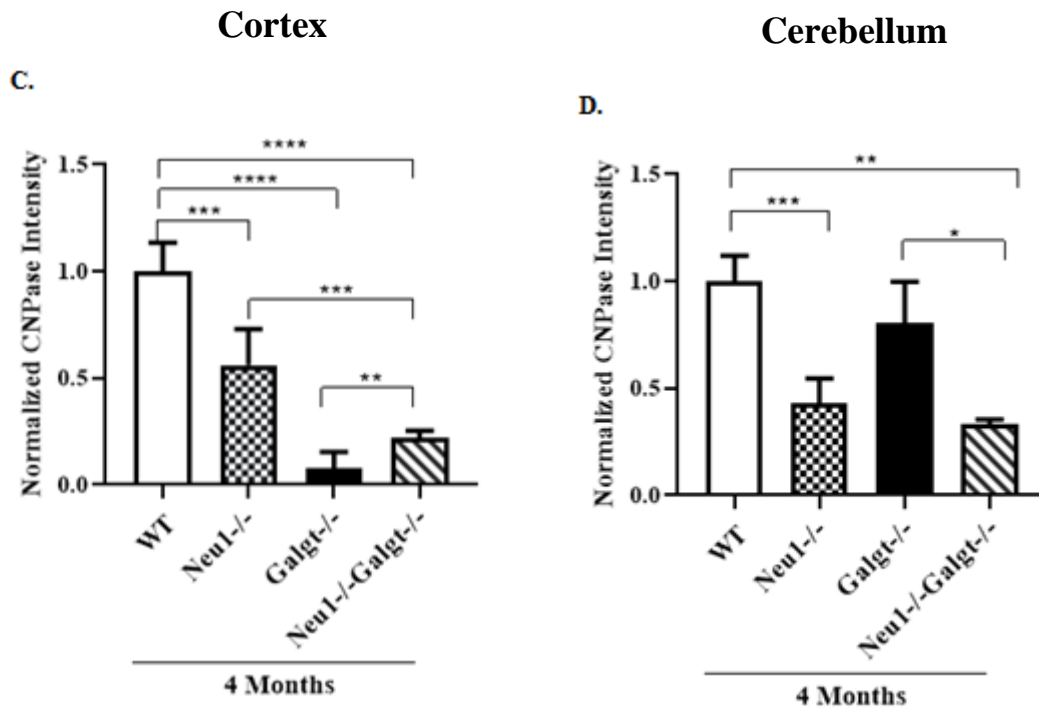 Cortex
C.
Normalized CNPase Intensity
1.5
1.0
0.5
0.0
****
****
***
***
**
WT
Neu1-/-
Galgt-/-
Neu1-/-Galgt-/-
4 Months
Cerebellum
D.
Normalized CNPase Intensity
1.5
1.0
0.5
0.0
**
***
*
WT
Neu1-/-
Galgt-/-
Neu1-/-Galgt-/-
4 Months